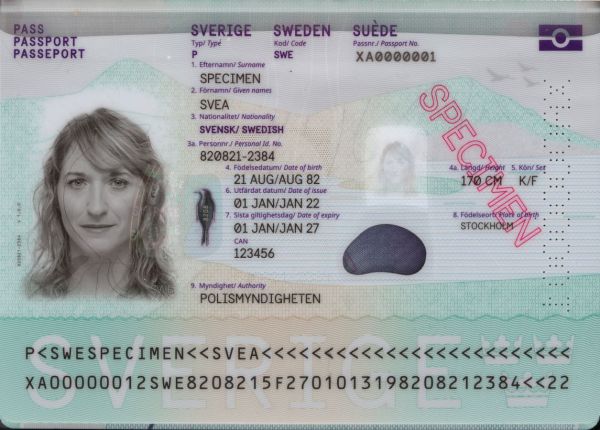 PASS SVERIGE SWEDEN SUÈDE
PASSPORT Typ/ Type Kod/ Code Passnr./ Passport No.
PASSEPORT P SWE XA0000001
1. Efternamn/ Surname
SPECIMEN
2. Förnamn/ Given names
SVEA
3. Nationalitet/ Nationality
SVENSK/ SWEDISH
3a. Personnr./ Personal Id. No.
820821-2384
4. Födelsedatum/ Date of birth 4a. Längd/ Height 5. Kön/ Sex
21 AUG/AUG 82 170 CM K/F
6. Utfärdat datum/ Date of issue
01 JAN/JAN 22
7. Sista giltighetsdag/ Date of expiry 8. Födelseort/ Place of birth
01 JAN/JAN 27 STOCKHOLM
CAN
123456
9. Myndighet/ Authority
POLISMYNDIGHETEN
SPECIMEN
820821-2384
SVERIGE
P<SWESPECIMEN<<SVEA<<<<<<<<<<<<<<<<<<<<<<<<<
XA00000012SWE8208215F2701013198208212384<<22